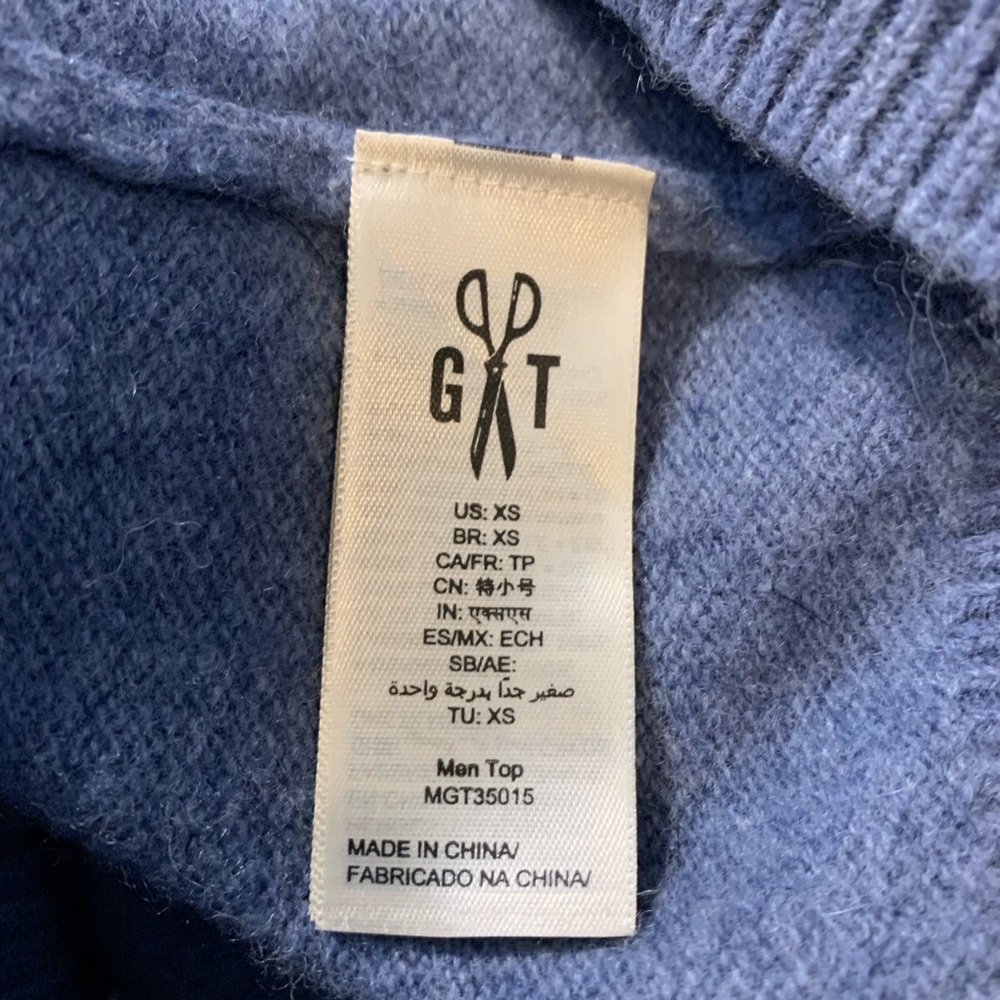 G T
US: XS
BR: XS
CA/FR: TP
CN: 特小号
IN: एक्सएस
ES/MX: ECH
SB/AE:
صغير جدًا بدرجة واحدة
TU: XS
Men Top
MGT35015
MADE IN CHINA/
FABRICADO NA CHINA/